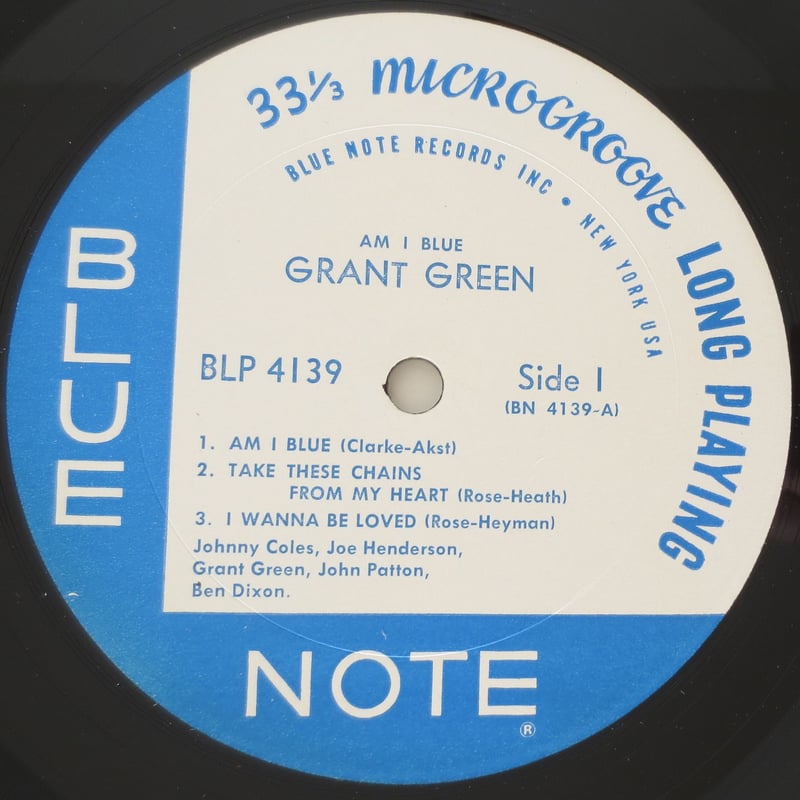 33⅓ MICROGROOVE LONG PLAYING
BLUE NOTE RECORDS INC • NEW YORK USA
AM I BLUE
GRANT GREEN
BLP 4139
Side 1
(BN 4139-A)
1. AM I BLUE (Clarke-Akst)
2. TAKE THESE CHAINS
FROM MY HEART (Rose-Heath)
3. I WANNA BE LOVED (Rose-Heyman)
Johnny Coles, Joe Henderson,
Grant Green, John Patton,
Ben Dixon.
BLUE
NOTE
®